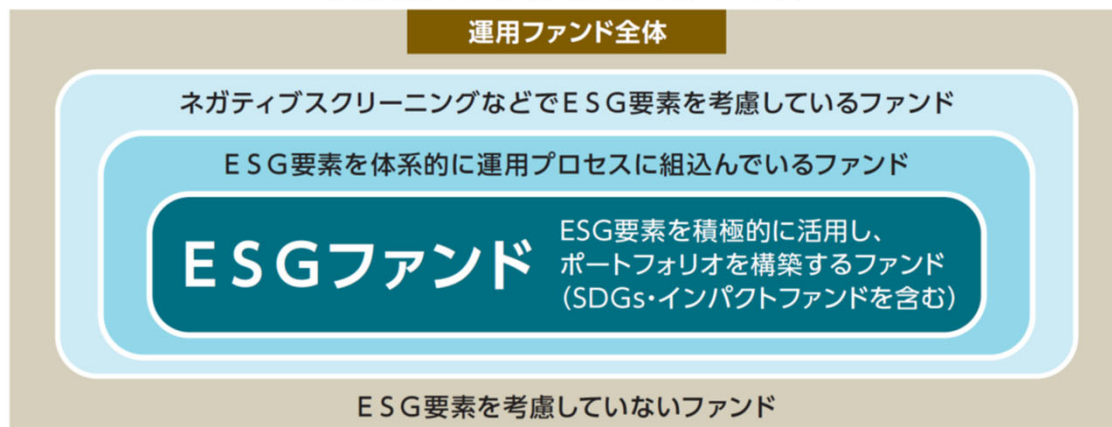 運用ファンド全体
ネガティブスクリーニングなどでESG要素を考慮しているファンド
ESG要素を体系的に運用プロセスに組込んでいるファンド
ESGファンド
ESG要素を積極的に活用し、
ポートフォリオを構築するファンド
(SDGs・インパクトファンドを含む)
ESG要素を考慮していないファンド